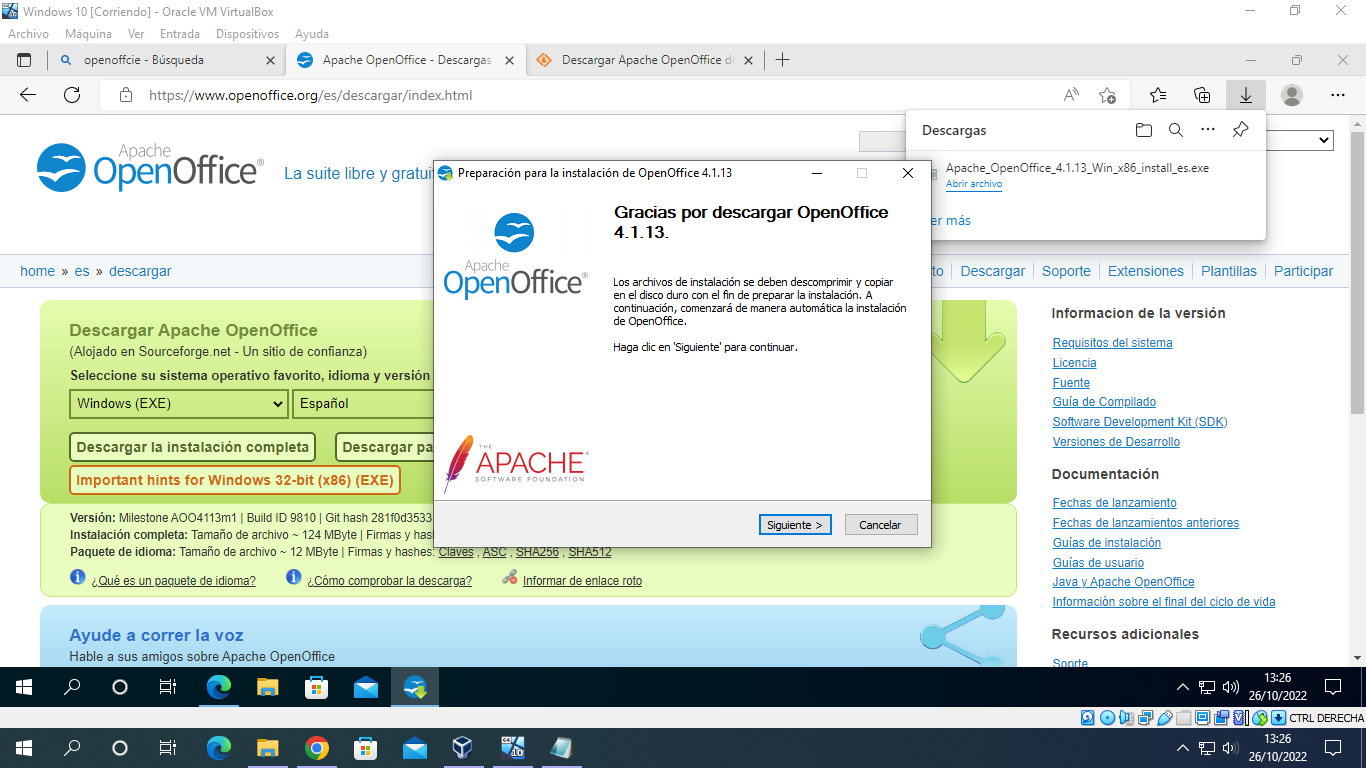 Windows 10 [Corriendo] - Oracle VM VirtualBox
Archivo Máquina Ver Entrada Dispositivos Ayuda
openoffcie - Búsqueda
Apache OpenOffice - Descargas
Descargar Apache OpenOffice de
https://www.openoffice.org/es/descargar/index.html
Descargas
Apache_OpenOffice_4.1.13_Win_x86_install_es.exe
Abrir archivo
er más
Apache
OpenOffice®
La suite libre y gratui
home » es » descargar
to Descargar Soporte Extensiones Plantillas Participar
Preparación para la instalación de OpenOffice 4.1.13
Apache
OpenOffice®
Gracias por descargar OpenOffice
4.1.13.
Los archivos de instalación se deben descomprimir y copiar
en el disco duro con el fin de preparar la instalación. A
continuación, comenzará de manera automática la instalación
de OpenOffice.
Haga clic en 'Siguiente' para continuar.
THE
APACHE®
SOFTWARE FOUNDATION
Siguiente >
Cancelar
Descargar Apache OpenOffice
(Alojado en Sourceforge.net - Un sitio de confianza)
Seleccione su sistema operativo favorito, idioma y versión
Windows (EXE)
Español
Descargar la instalación completa
Descargar pa
Important hints for Windows 32-bit (x86) (EXE)
Versión: Milestone AOO4113m1 | Build ID 9810 | Git hash 281f0d3533
Instalación completa: Tamaño de archivo ~ 124 MByte | Firmas y has
Paquete de idioma: Tamaño de archivo ~ 12 MByte | Firmas y hashes: Claves , ASC , SHA256 , SHA512
¿Qué es un paquete de idioma?
¿Cómo comprobar la descarga?
Informar de enlace roto
Ayude a correr la voz
Hable a sus amigos sobre Apache OpenOffice
Informacion de la versión
Requisitos del sistema
Licencia
Fuente
Guía de Compilado
Software Development Kit (SDK)
Versiones de Desarrollo
Documentación
Fechas de lanzamiento
Fechas de lanzamientos anteriores
Guías de instalación
Guías de usuario
Java y Apache OpenOffice
Información sobre el final del ciclo de vida
Recursos adicionales
Soprte
13:26
26/10/2022
CTRL DERECHA
13:26
26/10/2022